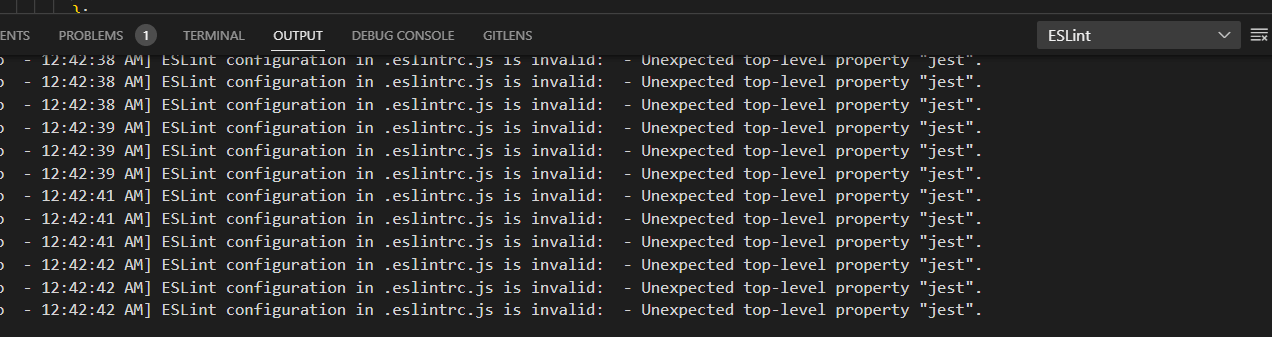 };
ENTS PROBLEMS 1 TERMINAL OUTPUT DEBUG CONSOLE GITLENS ESLint
o - 12:42:38 AM] ESLint configuration in .eslintrc.js is invalid: - Unexpected top-level property "jest".
o - 12:42:38 AM] ESLint configuration in .eslintrc.js is invalid: - Unexpected top-level property "jest".
o - 12:42:38 AM] ESLint configuration in .eslintrc.js is invalid: - Unexpected top-level property "jest".
o - 12:42:39 AM] ESLint configuration in .eslintrc.js is invalid: - Unexpected top-level property "jest".
o - 12:42:39 AM] ESLint configuration in .eslintrc.js is invalid: - Unexpected top-level property "jest".
o - 12:42:39 AM] ESLint configuration in .eslintrc.js is invalid: - Unexpected top-level property "jest".
o - 12:42:41 AM] ESLint configuration in .eslintrc.js is invalid: - Unexpected top-level property "jest".
o - 12:42:41 AM] ESLint configuration in .eslintrc.js is invalid: - Unexpected top-level property "jest".
o - 12:42:41 AM] ESLint configuration in .eslintrc.js is invalid: - Unexpected top-level property "jest".
o - 12:42:42 AM] ESLint configuration in .eslintrc.js is invalid: - Unexpected top-level property "jest".
o - 12:42:42 AM] ESLint configuration in .eslintrc.js is invalid: - Unexpected top-level property "jest".
o - 12:42:42 AM] ESLint configuration in .eslintrc.js is invalid: - Unexpected top-level property "jest".